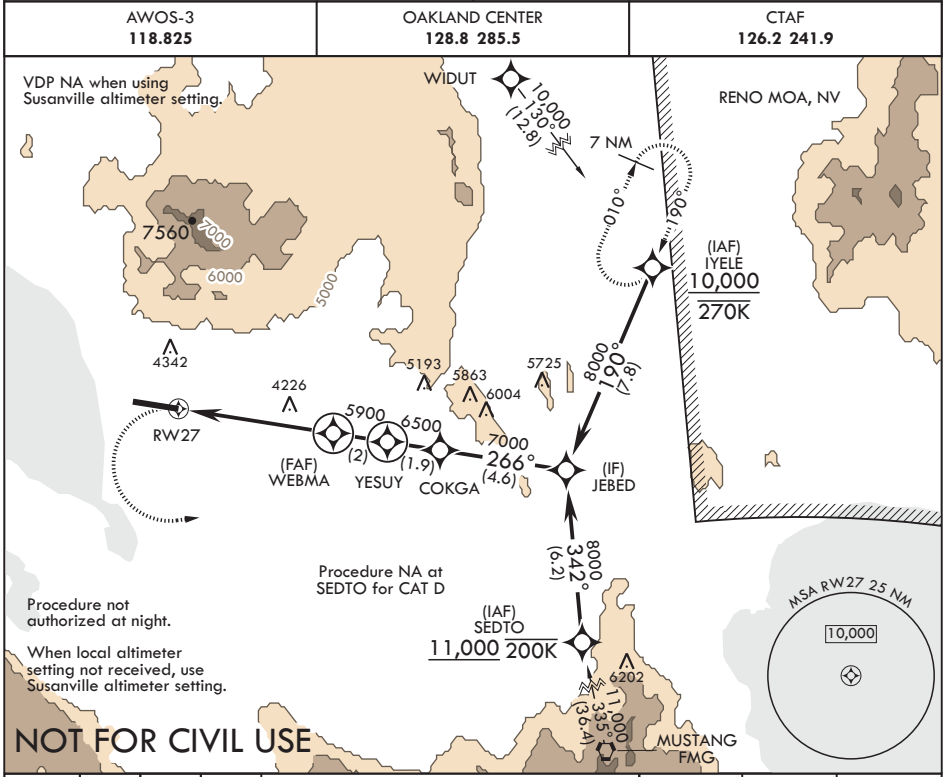 AWOS-3
118.825
OAKLAND CENTER
128.8 285.5
CTAF
126.2 241.9
VDP NA when using
Susanville altimeter setting.
WIDUT
10,000
130°
(12.8)
7 NM
RENO MOA, NV
010°
190°
(IAF)
IYELE
10,000
270K
7560
7000
6000
5000
4342
4226
5193
5863
6004
5725
8000
190°
(7.8)
RW27
5900
6500
7000
266°
(2)
(1.9)
(4.6)
(FAF)
WEBMA
YESUY
COKGA
(IF)
JEBED
8000
342°
(6.2)
Procedure NA at
SEDTO for CAT D
(IAF)
SEDTO
11,000 200K
Procedure not
authorized at night.
When local altimeter
setting not received, use
Susanville altimeter setting.
6202
11,000
335°
(36.4)
MUSTANG
FMG
MSA RW27 25 NM
10,000
NOT FOR CIVIL USE